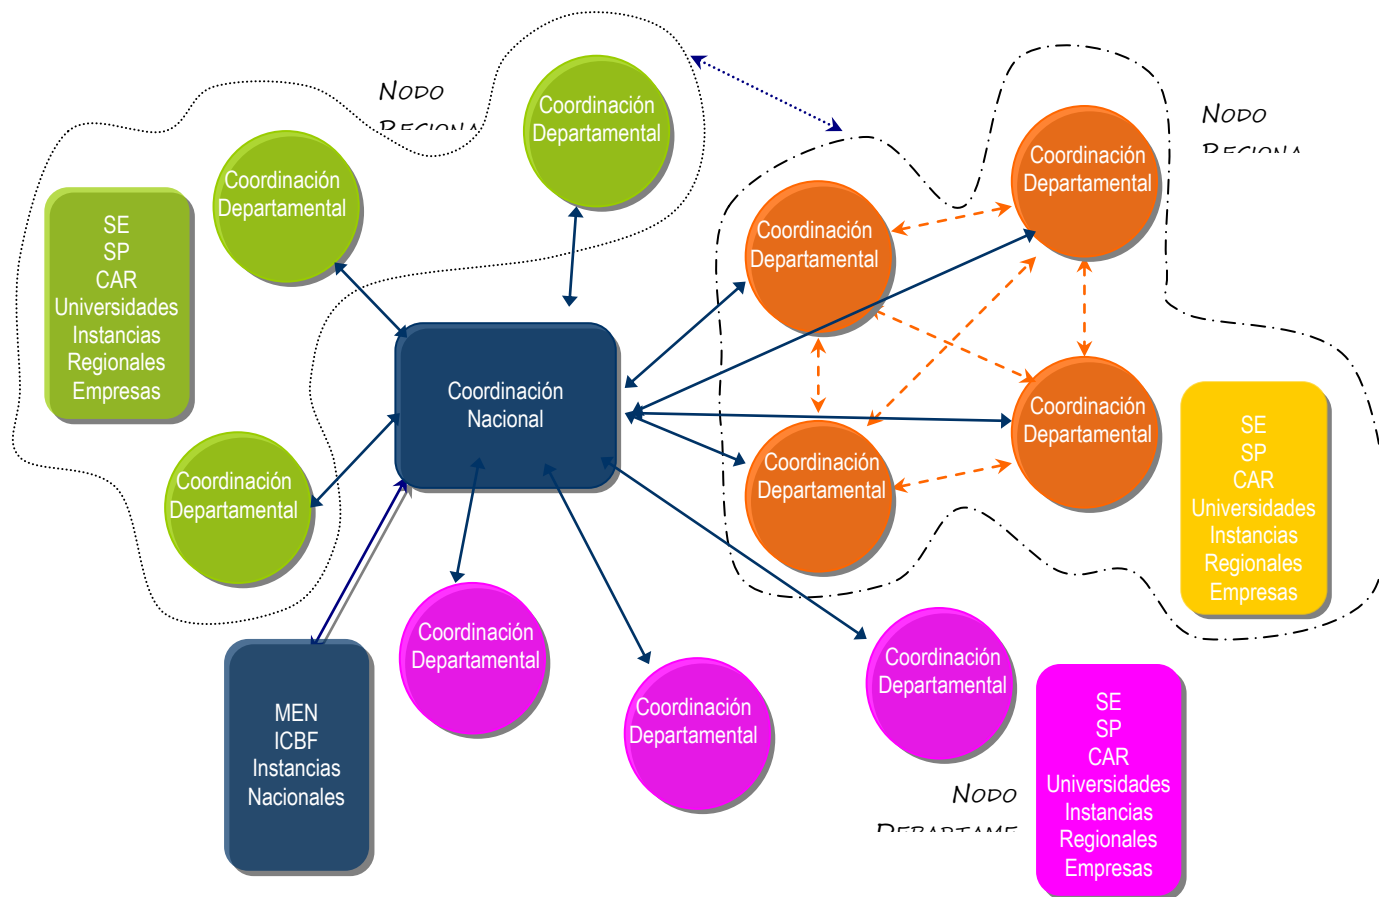 NODO
Coordinación
Departamental
NODO
Coordinación
Departamental
Coordinación
Departamental
SE
SP
CAR
Universidades
Instancias
Regionales
Empresas
Coordinación
Departamental
Coordinación
Nacional
Coordinación
Departamental
SE
SP
CAR
Universidades
Instancias
Regionales
Empresas
Coordinación
Departamental
Coordinación
Departamental
Coordinación
Departamental
Coordinación
Departamental
Coordinación
Departamental
MEN
ICBF
Instancias
Nacionales
Coordinación
Departamental
NODO
SE
SP
CAR
Universidades
Instancias
Regionales
Empresas